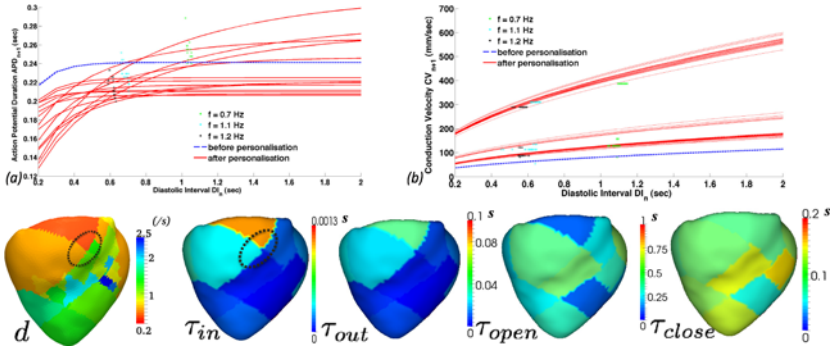 0.3
0.28
0.26
0.24
0.22
0.2
0.18
0.16
0.14
0.12
Action Potential Duration APD n+1 (sec)
f = 0.7 Hz
f = 1.1 Hz
f = 1.2 Hz
before personalisation
after personalisation
0.2 0.4 0.6 0.8 1 1.2 1.4 1.6 1.8 2
(a) Diastolic Interval DI n (sec)
700
600
500
400
300
200
100
0
Conduction Velocity CV n+1 (mm/sec)
f = 0.7 Hz
f = 1.1 Hz
f = 1.2 Hz
before personalisation
after personalisation
0.2 0.4 0.6 0.8 1 1.2 1.4 1.6 1.8 2
(b) Diastolic Interval DI n (sec)
d
(/s)
2.5
2
1
0.2
τin
0.0013 s
0
τout
0.1 s
0.08
0.04
0
τopen
1 s
0.75
0.5
0.25
0
τclose
0.2 s
0.1
0